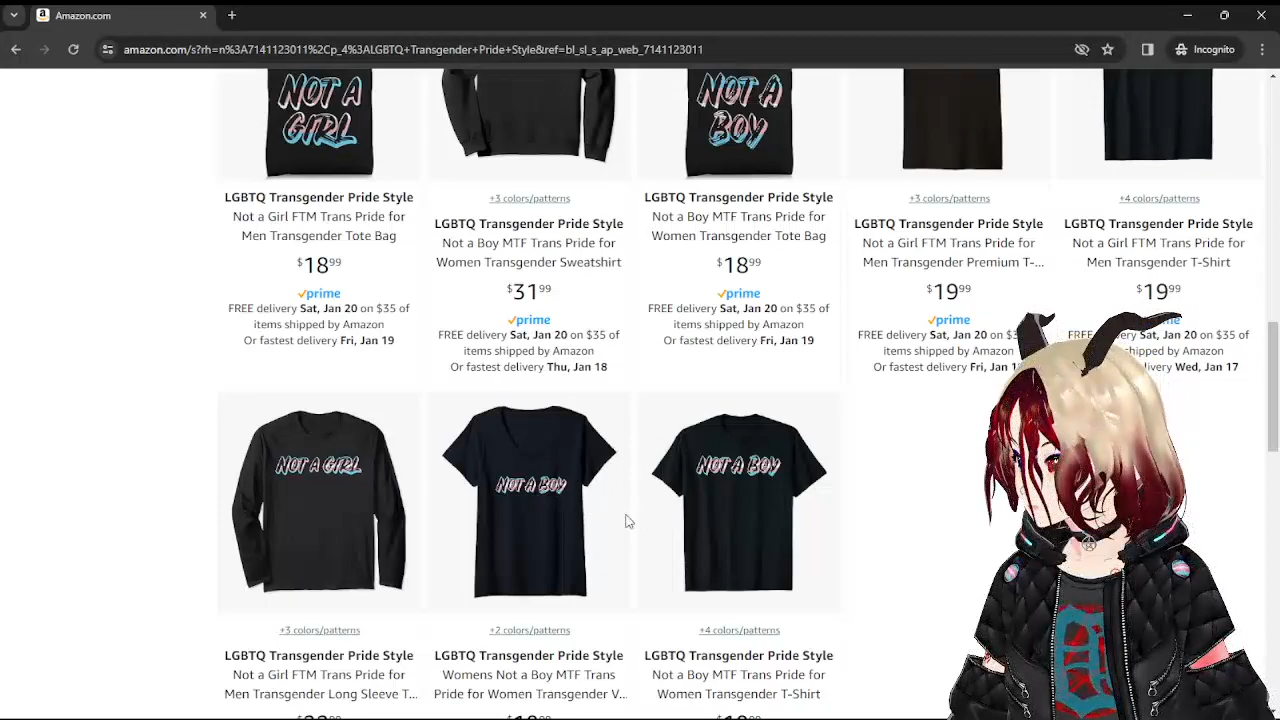 Amazon.com
amazon.com/s?rh=n%3A7141123011%2Cp_4%3ALGBTQ+Transgender+Pride+Style&ref=bl_sl_s_ap_web_7141123011
Incognito
NOT A GIRL
NOT A BOY
LGBTQ Transgender Pride Style
Not a Girl FTM Trans Pride for
Men Transgender Tote Bag
$18.99
prime
FREE delivery Sat, Jan 20 on $35 of
items shipped by Amazon
Or fastest delivery Fri, Jan 19
+3 colors/patterns
LGBTQ Transgender Pride Style
Not a Boy MTF Trans Pride for
Women Transgender Sweatshirt
$31.99
prime
FREE delivery Sat, Jan 20 on $35 of
items shipped by Amazon
Or fastest delivery Thu, Jan 18
LGBTQ Transgender Pride Style
Not a Boy MTF Trans Pride for
Women Transgender Tote Bag
$18.99
prime
FREE delivery Sat, Jan 20 on $35 of
items shipped by Amazon
Or fastest delivery Fri, Jan 19
+3 colors/patterns
LGBTQ Transgender Pride Style
Not a Girl FTM Trans Pride for
Men Transgender Premium T-...
$19.99
prime
FREE delivery Sat, Jan 20 on
items shipped by Amazon
Or fastest delivery Fri, Jan
+4 colors/patterns
LGBTQ Transgender Pride Style
Not a Girl FTM Trans Pride for
Men Transgender T-Shirt
$19.99
Jan 20 on $35 of
by Amazon
Wed, Jan 17
NOT A GIRL
NOT A BOY
NOT A BOY
+3 colors/patterns
LGBTQ Transgender Pride Style
Not a Girl FTM Trans Pride for
Men Transgender Long Sleeve T...
+2 colors/patterns
LGBTQ Transgender Pride Style
Womens Not a Boy MTF Trans
Pride for Women Transgender V...
+4 colors/patterns
LGBTQ Transgender Pride Style
Not a Boy MTF Trans Pride for
Women Transgender T-Shirt